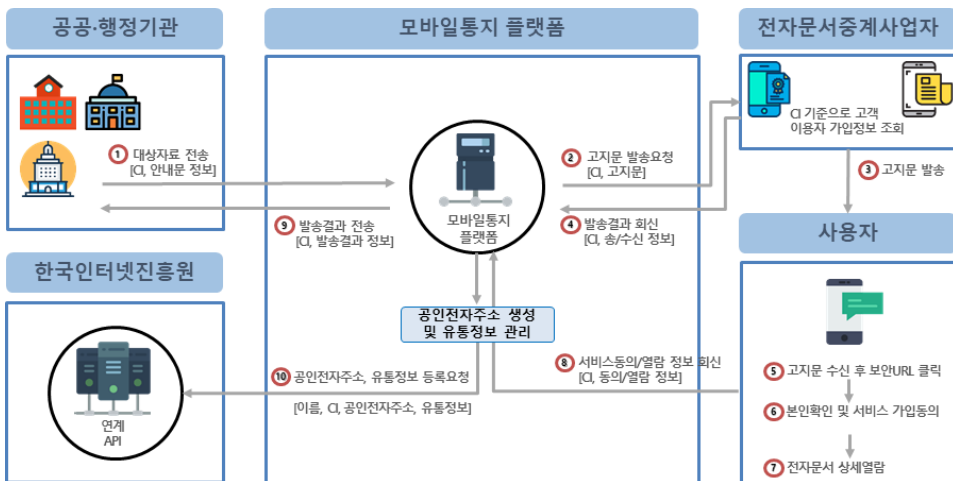 공공·행정기관
모바일통지 플랫폼
전자문서중계사업자
CI 기준으로 고객
이용자 가입정보 조회
1 대상자료 전송
[CI, 안내문 정보]
2 고지문 발송요청
[CI, 고지문]
3 고지문 발송
모바일통지
플랫폼
9 발송결과 전송
[CI, 발송결과 정보]
4 발송결과 회신
[CI, 송/수신 정보]
사용자
한국인터넷진흥원
공인전자주소 생성
및 유통정보 관리
8 서비스동의/열람 정보 회신
[CI, 동의/열람 정보]
5 고지문 수신 후 보안URL 클릭
10 공인전자주소, 유통정보 등록요청
[이름, CI, 공인전자주소, 유통정보]
6 본인확인 및 서비스 가입동의
연계
API
7 전자문서 상세열람